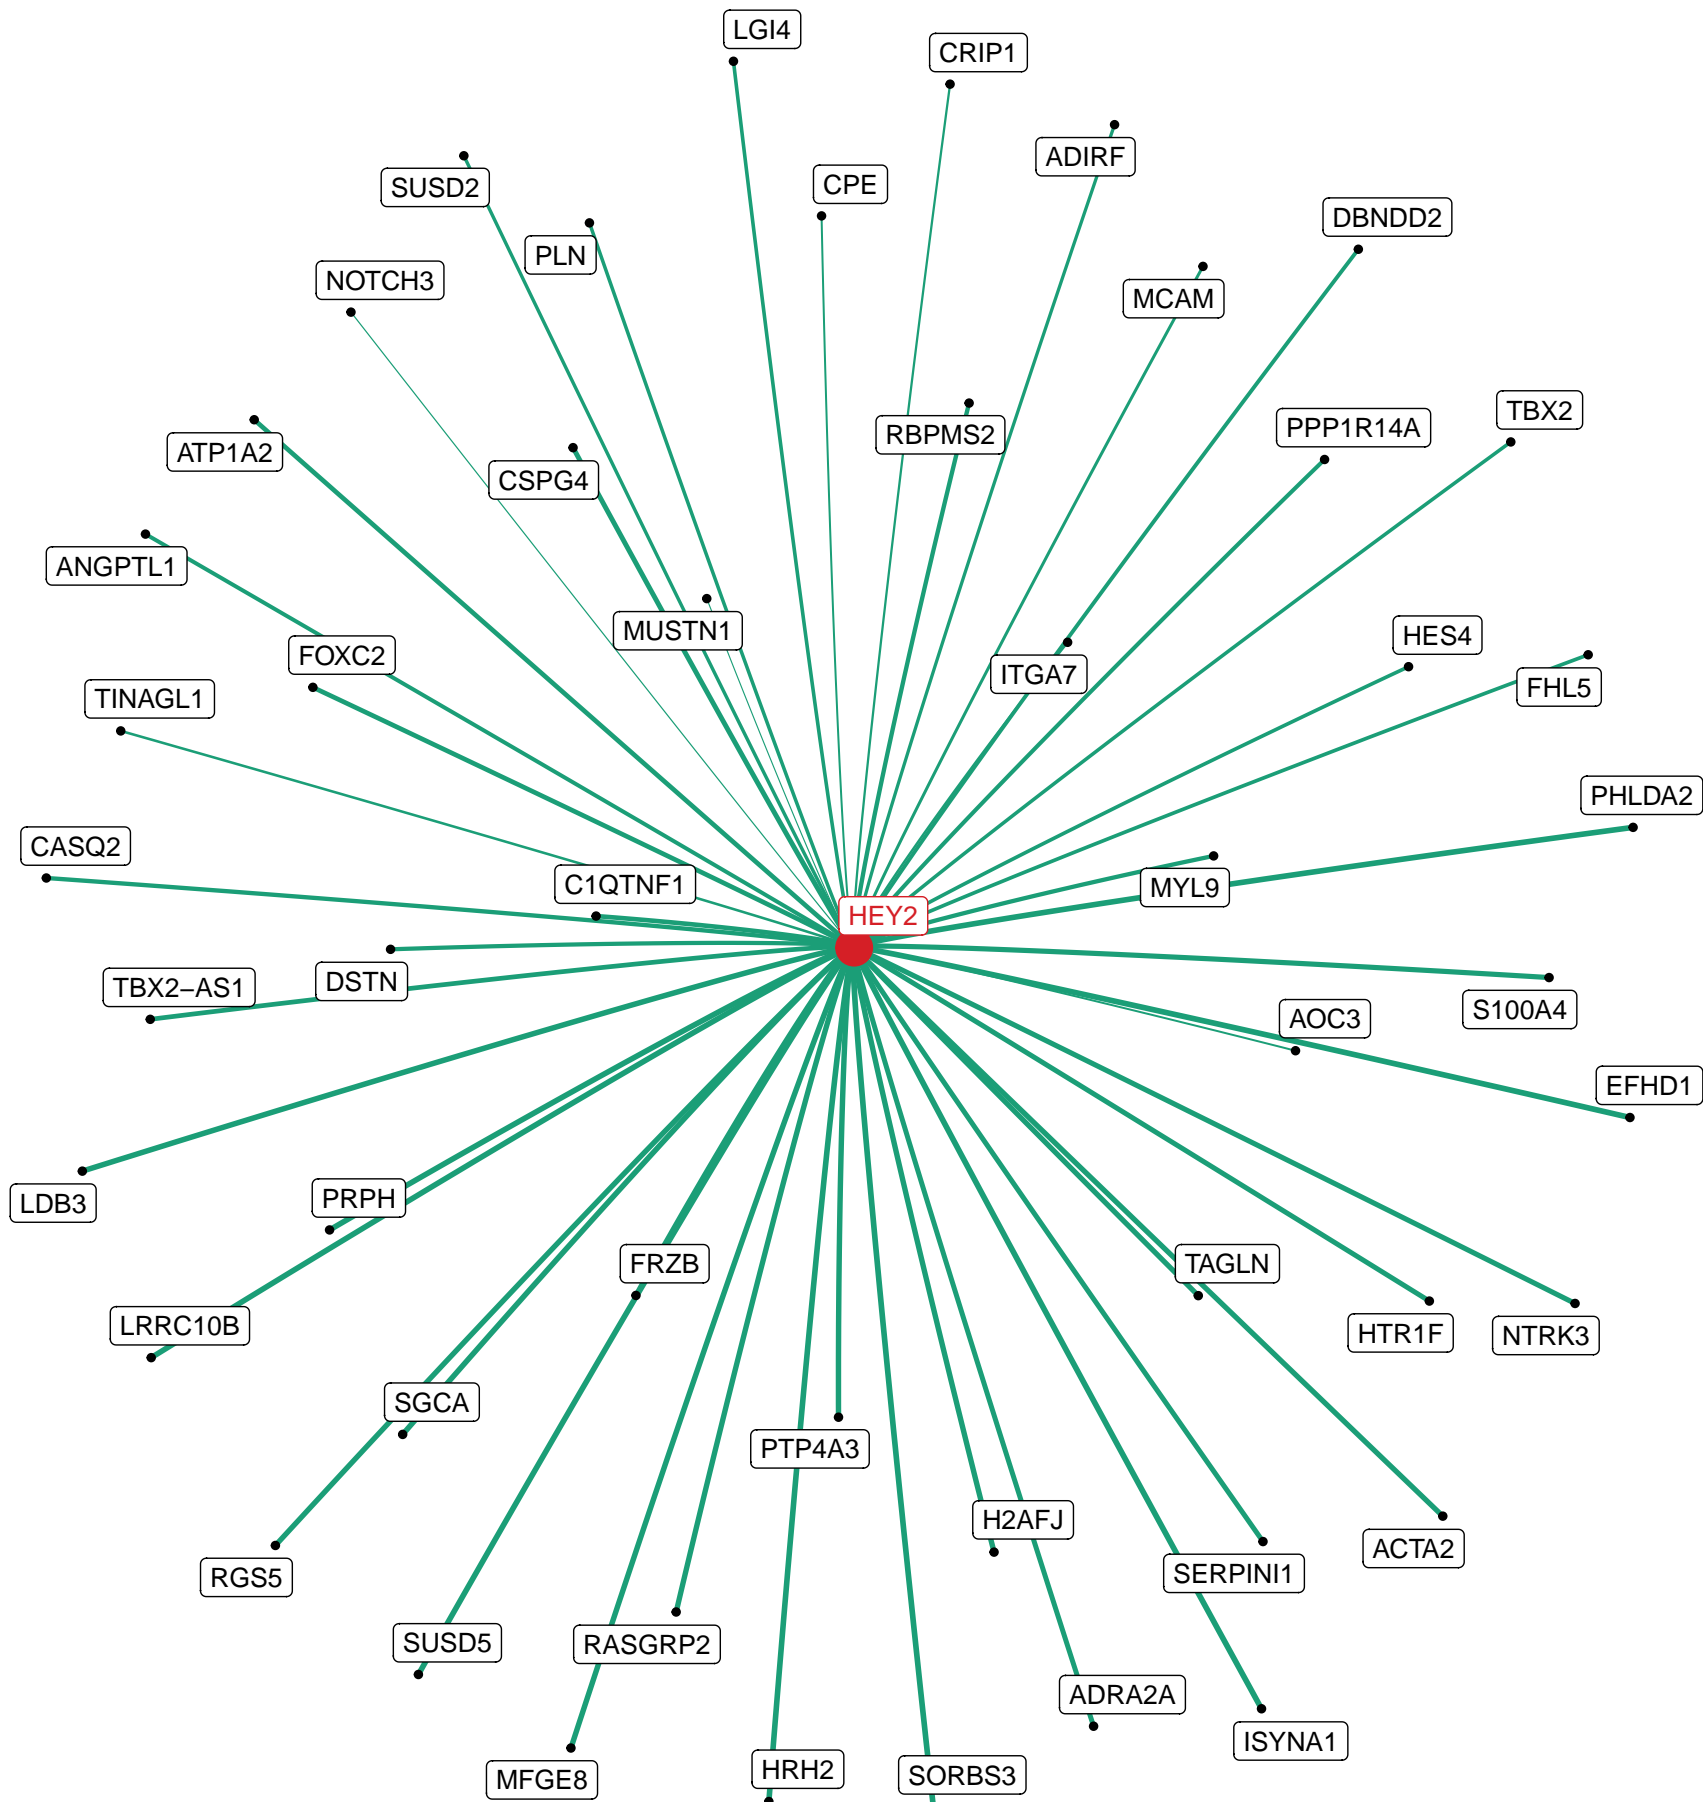 LGI4
CRIP1
ADIRF
SUSD2
CPE
DBNDD2
PLN
NOTCH3
MCAM
TBX2
PPP1R14A
RBPMS2
ATP1A2
CSPG4
ANGPTL1
MUSTN1
HES4
FOXC2
ITGA7
FHL5
TINAGL1
PHLDA2
CASQ2
C1QTNF1
MYL9
HEY2
DSTN
TBX2−AS1
S100A4
AOC3
EFHD1
PRPH
LDB3
FRZB
TAGLN
LRRC10B
HTR1F
NTRK3
SGCA
PTP4A3
H2AFJ
ACTA2
RGS5
SERPINI1
SUSD5
RASGRP2
ADRA2A
ISYNA1
HRH2
SORBS3
MFGE8